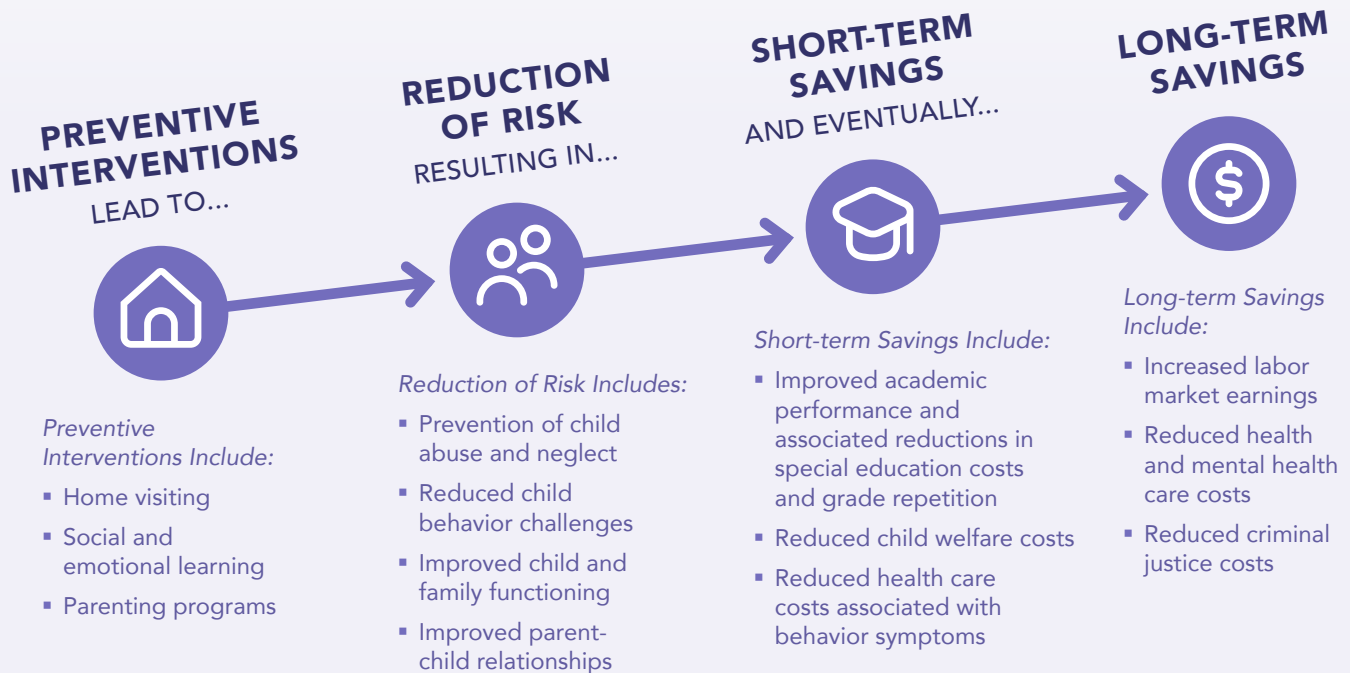 PREVENTIVE
INTERVENTIONS
LEAD TO...
Preventive
Interventions Include:
▪ Home visiting
▪ Social and
emotional learning
▪ Parenting programs
REDUCTION
OF RISK
RESULTING IN...
Reduction of Risk Includes:
▪ Prevention of child
abuse and neglect
▪ Reduced child
behavior challenges
▪ Improved child and
family functioning
▪ Improved parent-
child relationships
SHORT-TERM
SAVINGS
AND EVENTUALLY...
Short-term Savings Include:
▪ Improved academic
performance and
associated reductions in
special education costs
and grade repetition
▪ Reduced child welfare costs
▪ Reduced health care
costs associated with
behavior symptoms
LONG-TERM
SAVINGS
$
Long-term Savings
Include:
▪ Increased labor
market earnings
▪ Reduced health
and mental health
care costs
▪ Reduced criminal
justice costs